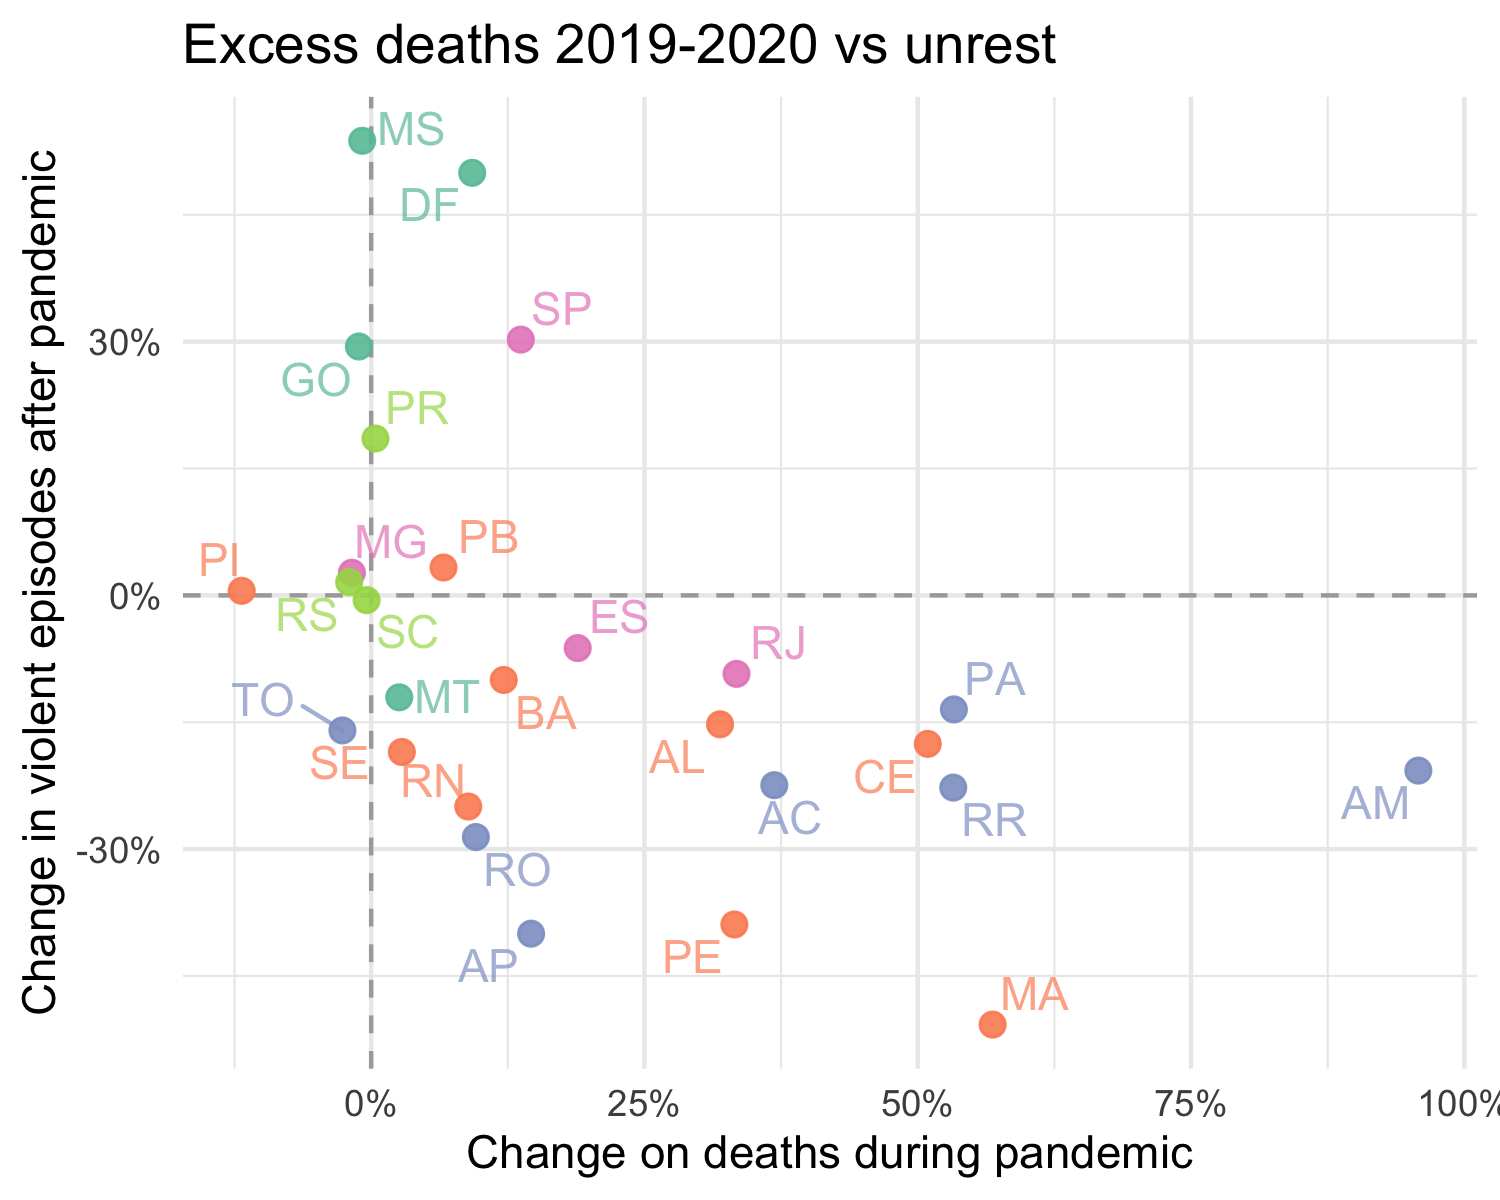 Excess deaths 2019-2020 vs unrest
Change in violent episodes after pandemic
MS
DF
SP
30%
GO
PR
MG
PB
PI
0%
RS
SC
ES
RJ
PA
TO
MT
BA
SE
RN
AL
CE
AC
RR
AM
-30%
RO
AP
PE
MA
0%
25%
50%
75%
100%
Change on deaths during pandemic